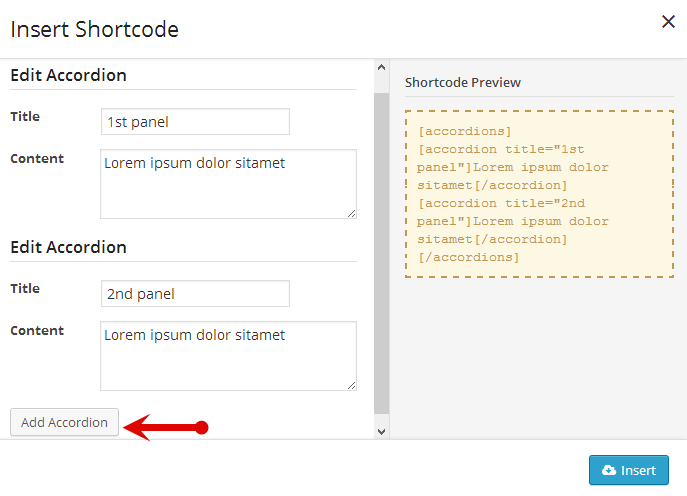 Insert Shortcode
Edit Accordion
Title
1st panel
Content
Lorem ipsum dolor sitamet
Edit Accordion
Title
2nd panel
Content
Lorem ipsum dolor sitamet
Add Accordion
Shortcode Preview
[accordions]
[accordion title="1st
panel"]Lorem ipsum dolor
sitamet[/accordion]
[accordion title="2nd
panel"]Lorem ipsum dolor
sitamet[/accordion]
[/accordions]
Insert